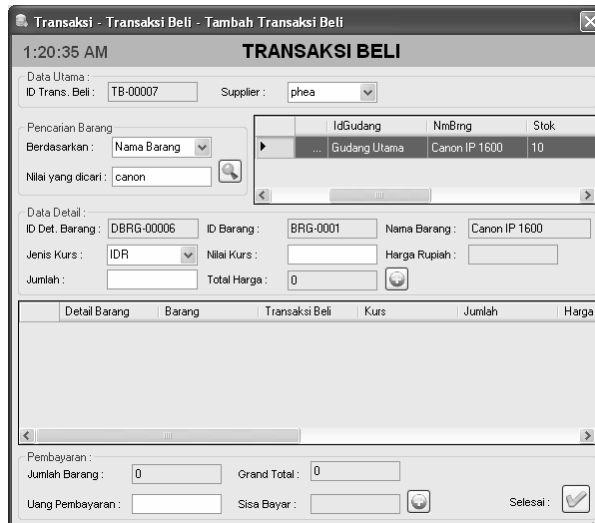 Transaksi - Transaksi Beli - Tambah Transaksi Beli
1:20:35 AM TRANSAKSI BELI
Data Utama :
ID Trans. Beli : TB-00007 Supplier : phea
Pencarian Barang
Berdasarkan : Nama Barang
Nilai yang dicari : canon
IdGudang NmBrng Stok
... Gudang Utama Canon IP 1600 10
Data Detail :
ID Det. Barang : DBRG-00006 ID Barang : BRG-0001 Nama Barang : Canon IP 1600
Jenis Kurs : IDR Nilai Kurs : Harga Rupiah :
Jumlah : Total Harga : 0
Detail Barang Barang Transaksi Beli Kurs Jumlah Harga
Pembayaran :
Jumlah Barang : 0 Grand Total : 0
Uang Pembayaran : Sisa Bayar : Selesai :